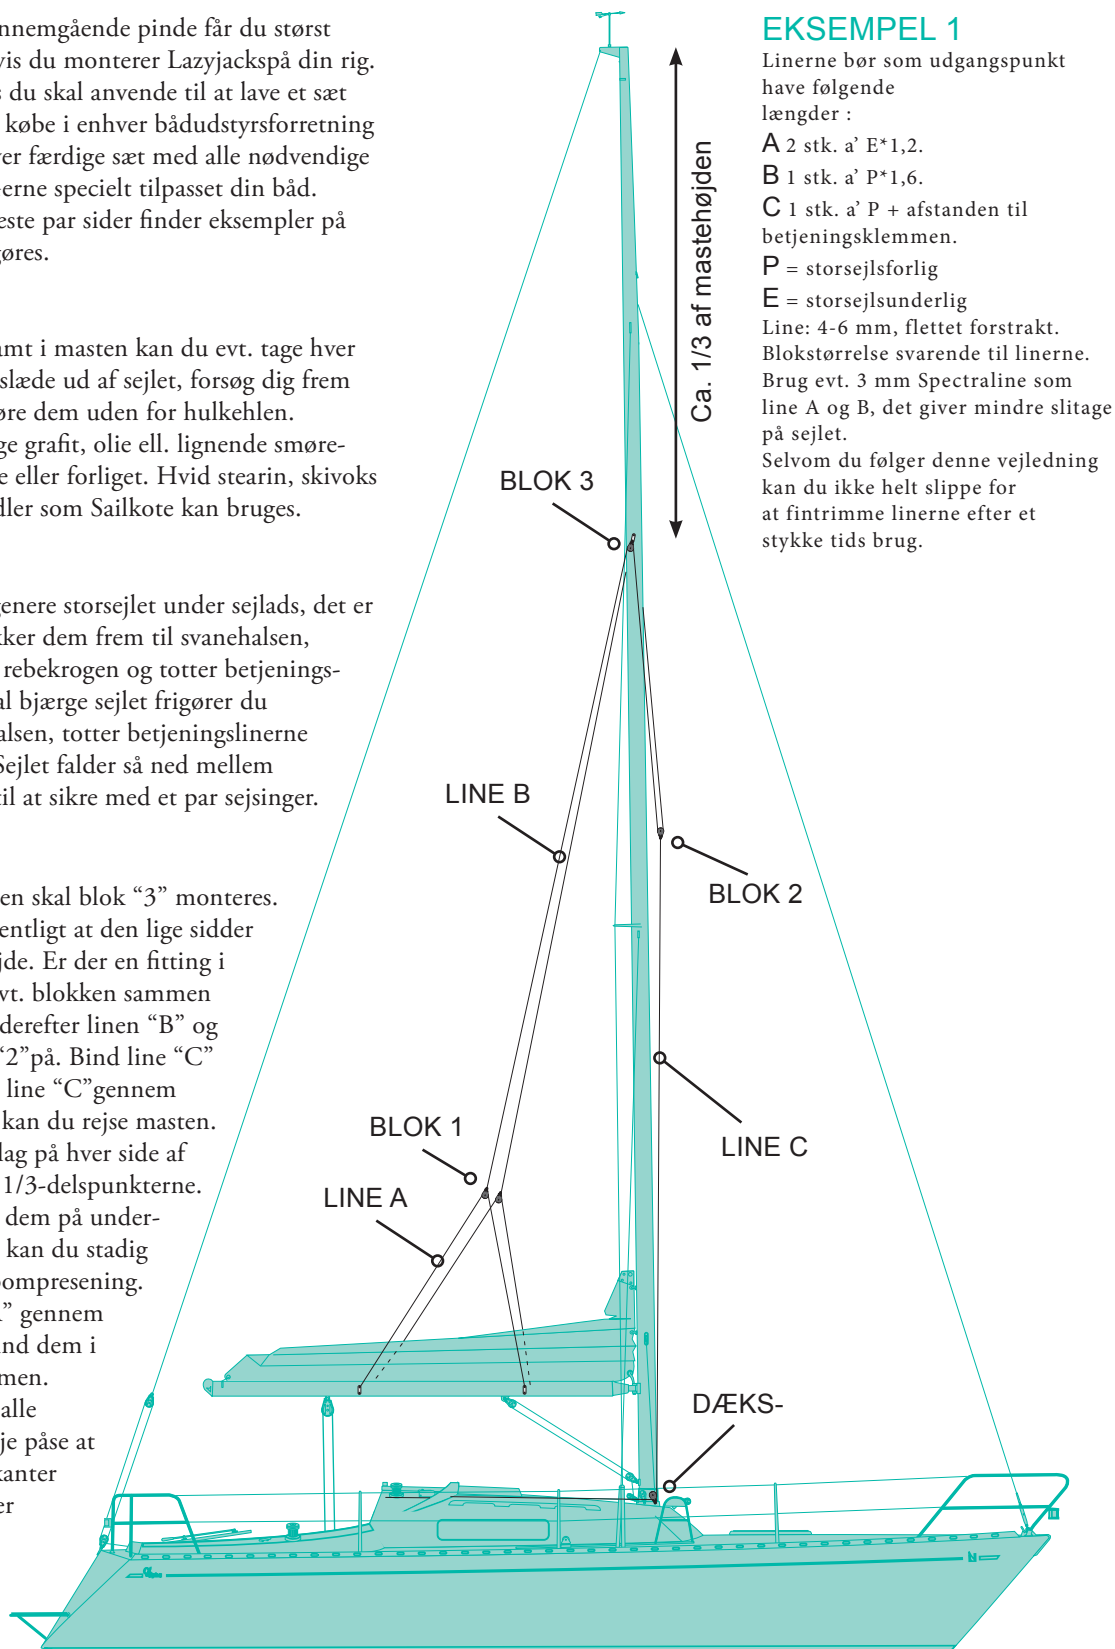 nnemgående pinde får du størst
vis du monterer Lazyjackspå din rig.
s du skal anvende til at lave et sæt
købe i enhver bådudstyrsforretning
ver færdige sæt med alle nødvendige
-erne specielt tilpasset din båd.
este par sider finder eksempler på
gøres.
amt i masten kan du evt. tage hver
slæde ud af sejlet, forsøg dig frem
øre dem uden for hulkehlen.
ge grafit, olie ell. lignende smøre-
e eller forliget. Hvid stearin, skivoks
dler som Sailkote kan bruges.
genere storsejlet under sejlads, det er
kker dem frem til svanehalsen,
rebekrogen og totter betjenings-
al bjærge sejlet frigører du
alsen, totter betjeningslinerne
Sejlet falder så ned mellem
til at sikre med et par sejsinger.
en skal blok “3” monteres.
entligt at den lige sidder
jde. Er der en fitting i
vt. blokken sammen
derefter linen “B” og
“2”på. Bind line “C”
line “C”gennem
kan du rejse masten.
lag på hver side af
1/3-delspunkterne.
dem på under-
kan du stadig
bompresening.
” gennem
ind dem i
men.
alle
je påse at
kanter
er
EKSEMPEL 1
Linerne bør som udgangspunkt
have følgende
længder :
A 2 stk. a’ E*1,2.
B 1 stk. a’ P*1,6.
C 1 stk. a’ P + afstanden til
betjeningsklemmen.
P = storsejlsforlig
E = storsejlsunderlig
Line: 4-6 mm, flettet forstrakt.
Blokstørrelse svarende til linerne.
Brug evt. 3 mm Spectraline som
line A og B, det giver mindre slitage
på sejlet.
Selvom du følger denne vejledning
kan du ikke helt slippe for
at fintrimme linerne efter et
stykke tids brug.
Ca. 1/3 af mastehøjden
BLOK 3
LINE B
BLOK 2
BLOK 1
LINE C
LINE A
DÆKS-